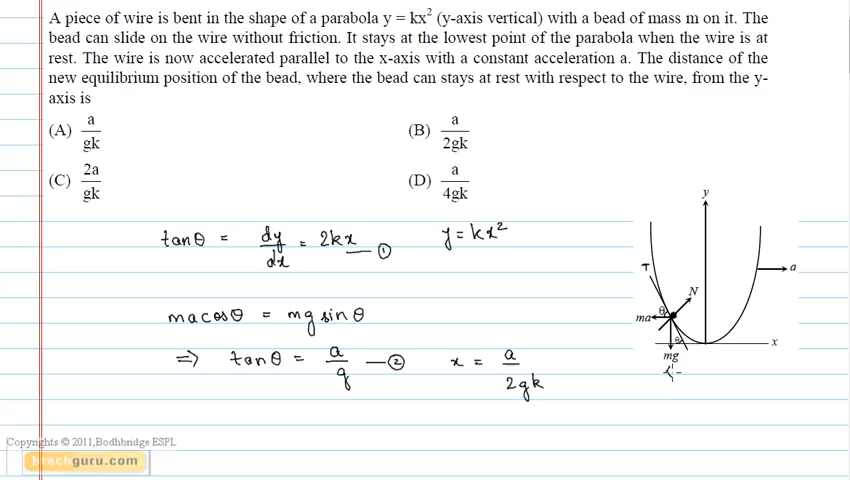 A piece of wire is bent in the shape of a parabola y = kx² (y-axis vertical) with a bead of mass m on it. The
bead can slide on the wire without friction. It stays at the lowest point of the parabola when the wire is at
rest. The wire is now accelerated parallel to the x-axis with a constant acceleration a. The distance of the
new equilibrium position of the bead, where the bead can stays at rest with respect to the wire, from the y-
axis is
(A) a/gk (B) a/2gk
(C) 2a/gk (D) a/4gk
tanθ = dy/dx = 2kx — ① y = kx²
macosθ = mg sinθ
⇒ tanθ = a/g — ② x = a/2gk
y
a
T
N
θ
ma
θ
x
mg
Copyrights © 2011,Bodhbridge ESPL
btechguru.com